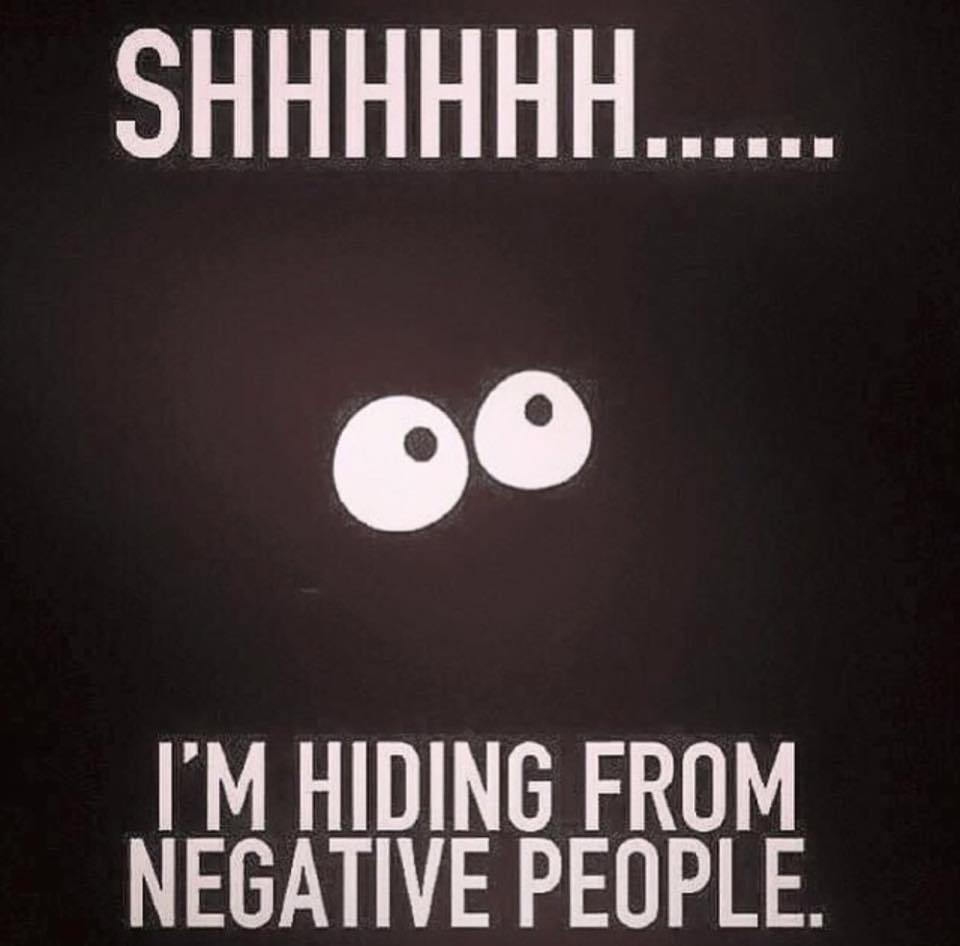 SHHHHHH......
I'M HIDING FROM
NEGATIVE PEOPLE.